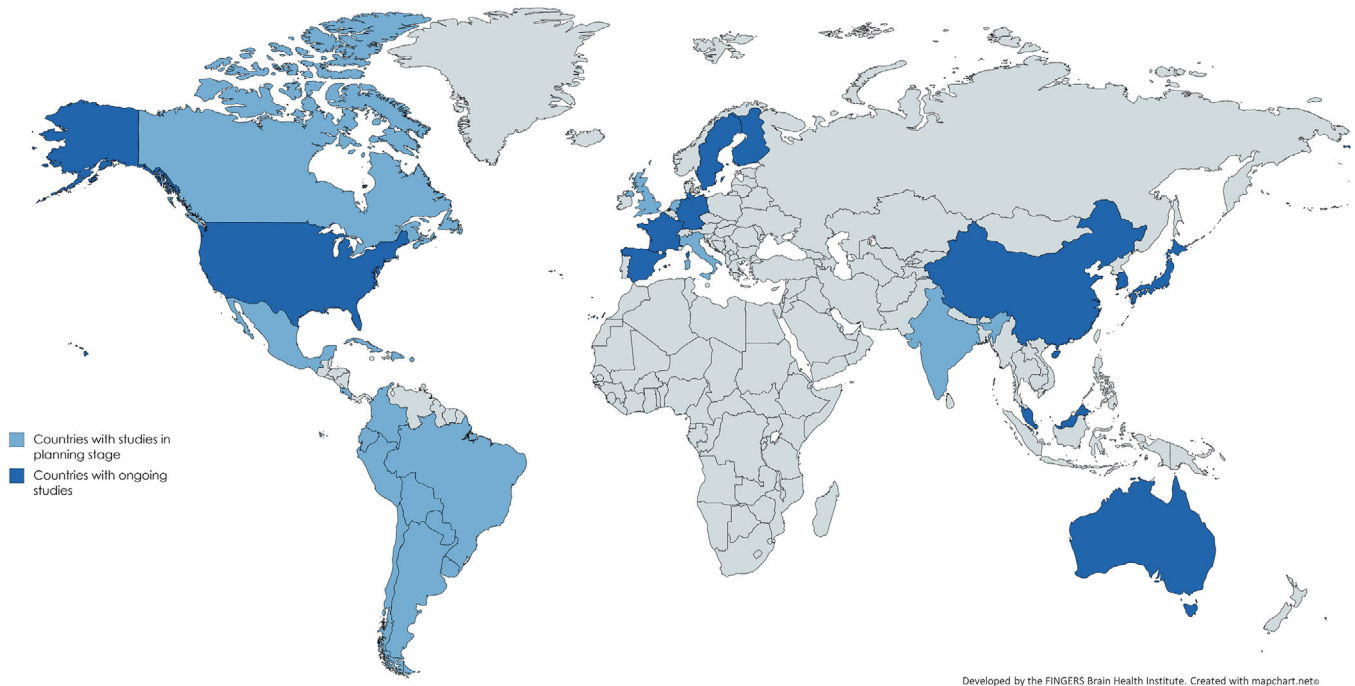 Countries with studies in
planning stage
Countries with ongoing
studies
Developed by the FINGERS Brain Health Institute. Created with mapchart.net©